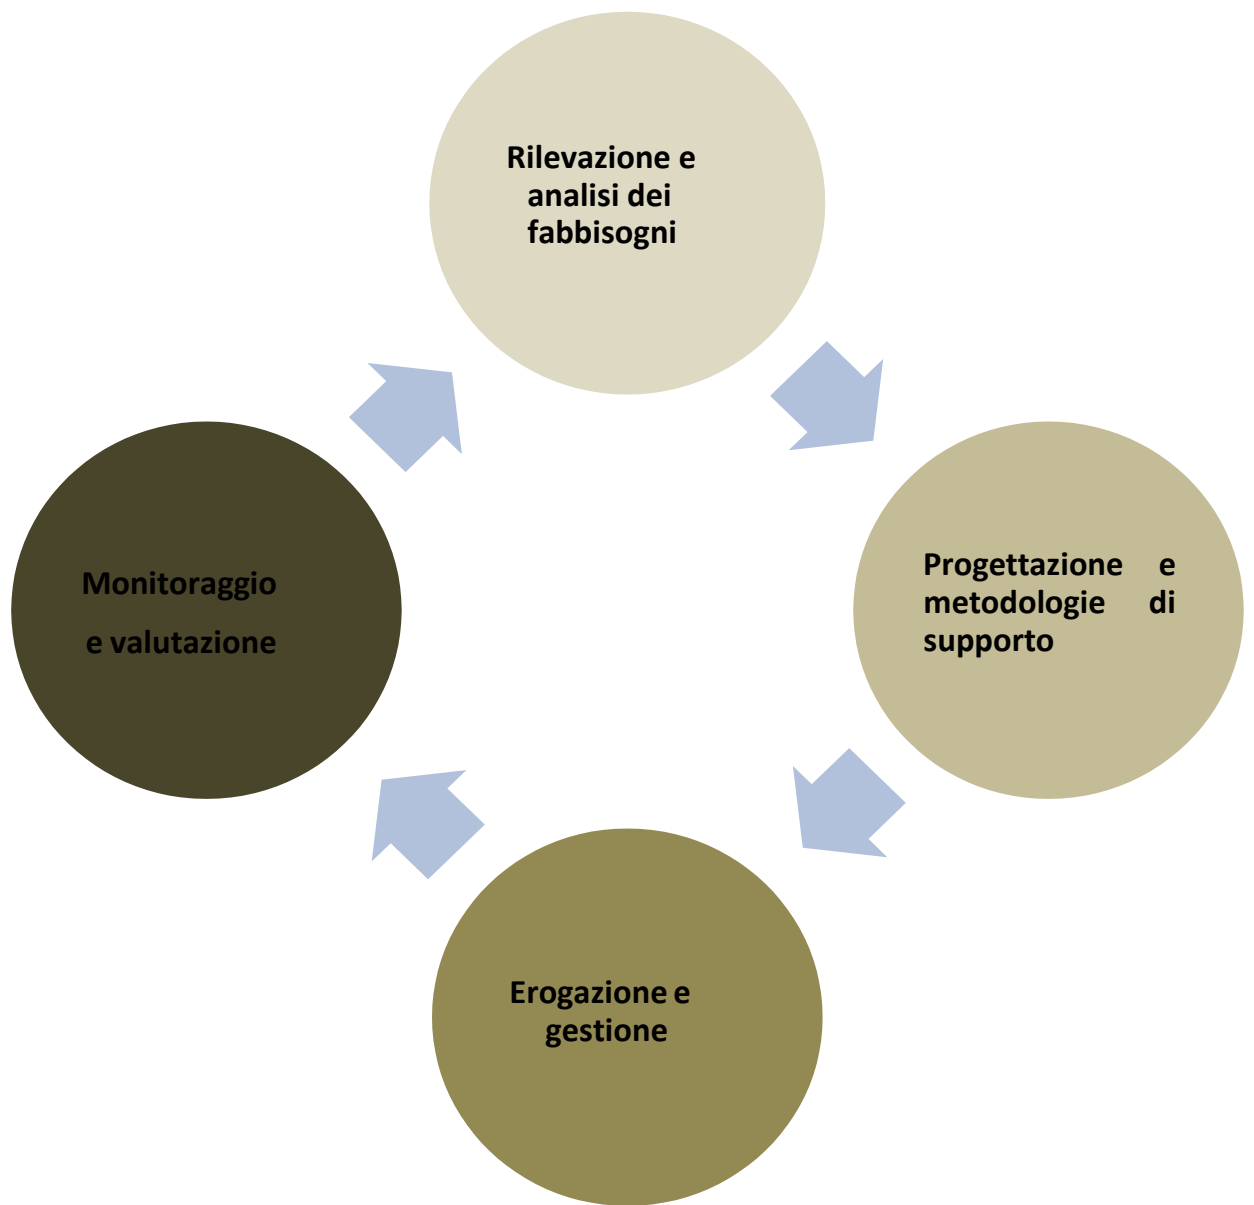 Rilevazione e
analisi dei
fabbisogni
Progettazione e
metodologie di
supporto
Erogazione e
gestione
Monitoraggio
e valutazione